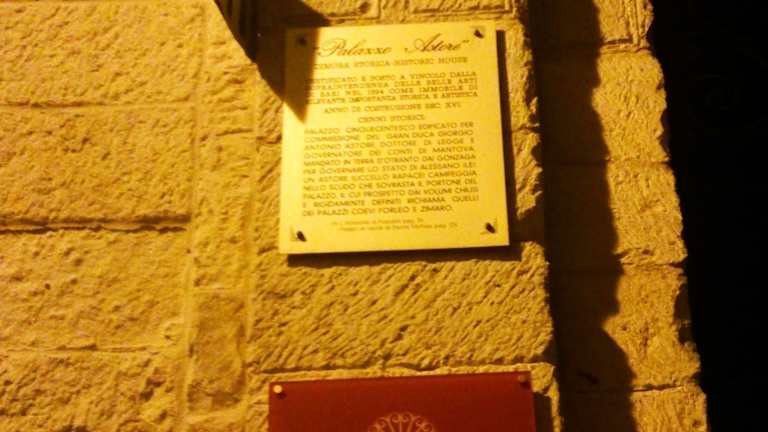 "Palazzo Astore"
DIMORA STORICA-HISTORIC HOUSE
IDENTIFICATO E POSTO A VINCOLO DALLA
SOPRAINTENDENZA DELLE BELLE ARTI
DI BARI NEL 1894 COME IMMOBILE DI
RILEVANTE IMPORTANZA STORICA E ARTISTICA
ANNO DI COSTRUZIONE SEC. XVI
CENNI STORICI:
PALAZZO CINQUECENTESCO EDIFICATO PER
COMMISSIONE DEL GRAN DUCA GIORGIO
ANTONIO ASTORE, DOTTORE DI LEGGE E
GOVERNATORE DEI CONTI DI MANTOVA,
MANDATO IN TERRA D'OTRANTO DAI GONZAGA
PER GOVERNARE LO STATO DI ALESSANO (LE).
UN ASTORE (UCCELLO RAPACE) CAMPEGGIA
NELLO SCUDO CHE SOVRASTA IL PORTONE DEL
PALAZZO, IL CUI PROSPETTO DAI VOLUMI CHIUSI
E RIGIDAMENTE DEFINITI RICHIAMA QUELLI
DEI PALAZZI COEVI FORLEO E ZIMARO.